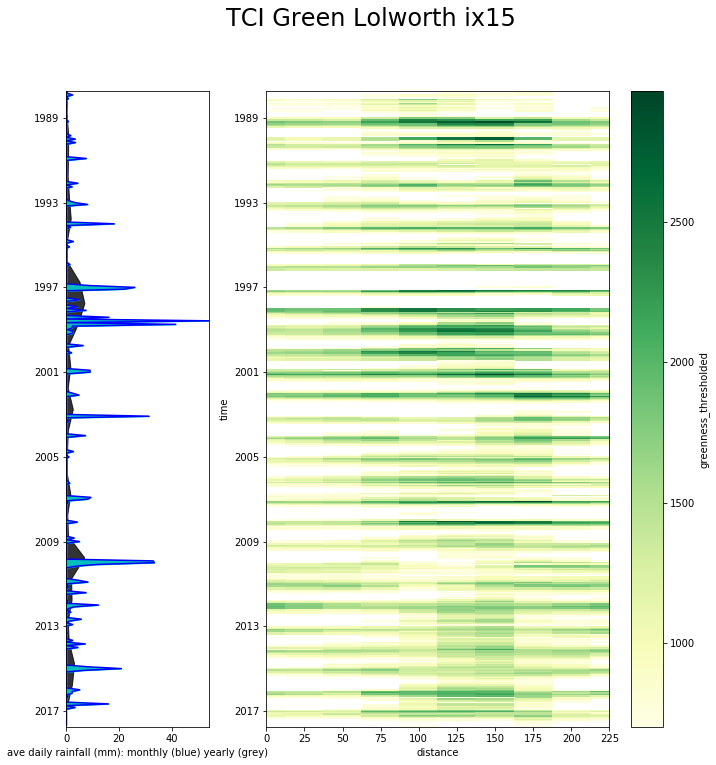 TCI Green Lolworth ix15
1989
1993
1997
2001
2005
2009
2013
2017
0 20 40
ave daily rainfall (mm): monthly (blue) yearly (grey)
time
1989
1993
1997
2001
2005
2009
2013
2017
0 25 50 75 100 125 150 175 200 225
distance
2500
2000
1500
1000
greenness_thresholded